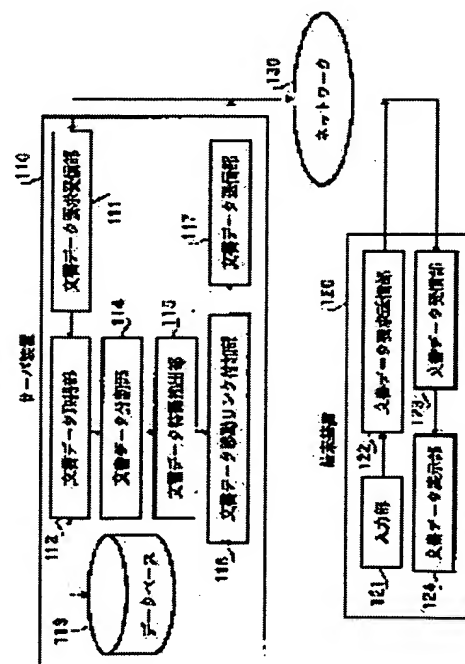 サーバ装置
110
文書データ要求受信部
111
文書データ取得部
112
文書データ分割部
114
文書データ特徴抽出部
115
文書データ移動リンク付加部
116
文書データ送信部
117
データベース
113
130
ネットワーク
端末装置
120
入力部
121
文書データ要求送信部
122
文書データ受信部
123
文書データ表示部
124